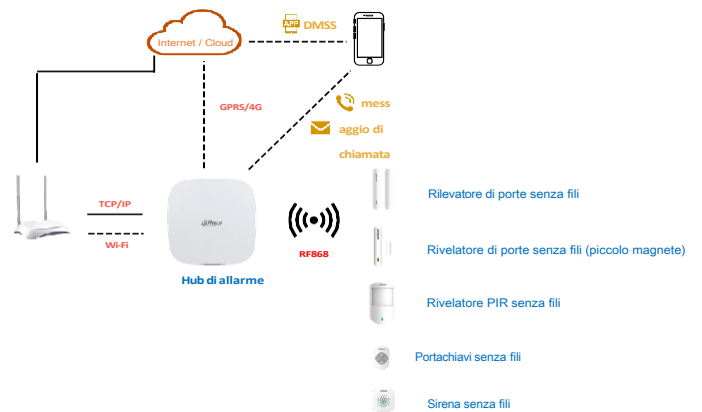 APP DMSS
Internet / Cloud
GPRS/4G
mess
aggio di
chiamata
TCP/IP
Wi-Fi
alhua
RF868
Hub di allarme
Rilevatore di porte senza fili
Rivelatore di porte senza fili (piccolo magnete)
Rivelatore PIR senza fili
Portachiavi senza fili
Sirena senza fili